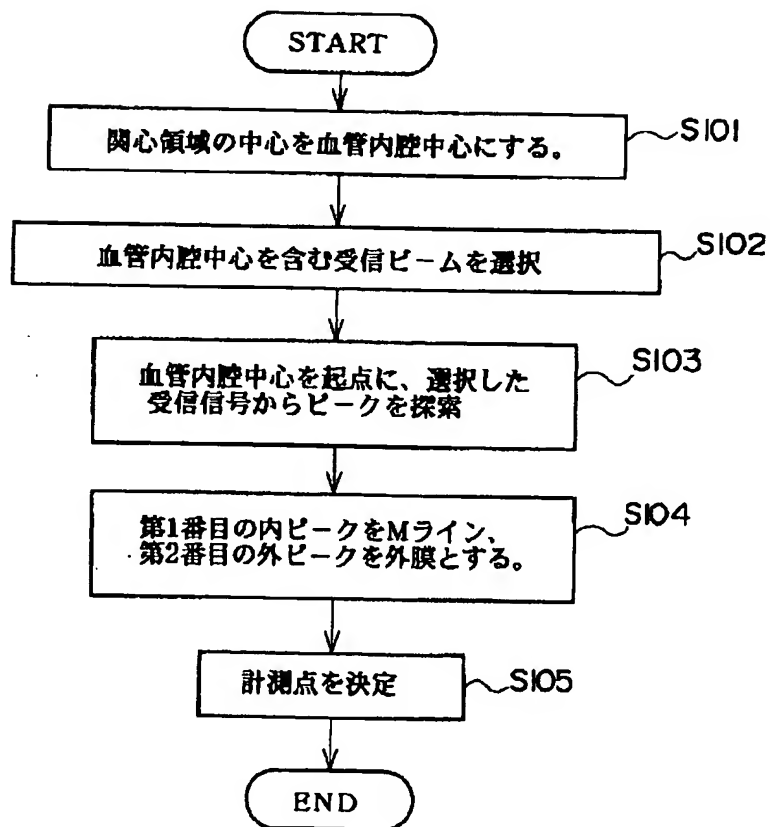 START
関心領域の中心を血管内腔中心にする。
S101
血管内腔中心を含む受信ビームを選択
S102
血管内腔中心を起点に、選択した
受信信号からピークを探索
S103
第1番目の内ピークをMライン、
第2番目の外ピークを外膜とする。
S104
計測点を決定
S105
END